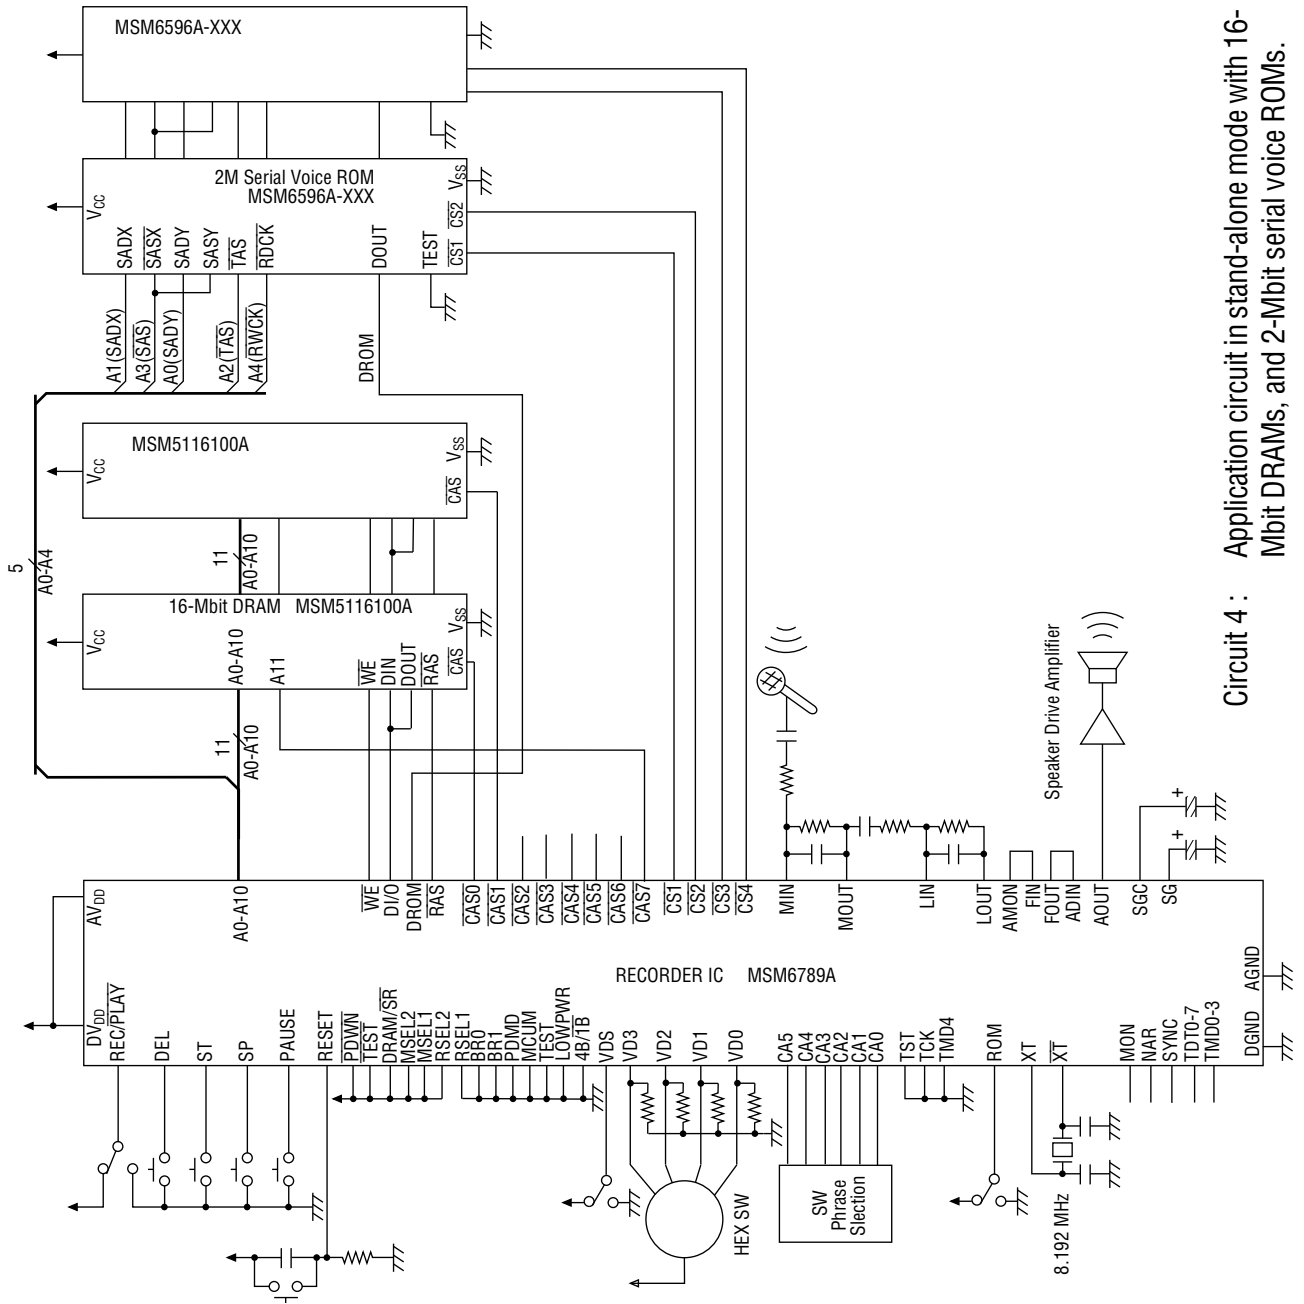 MSM6596A-XXX
2M Serial Voice ROM
MSM6596A-XXX
VCC
SADX
SASX
SADY
SASY
TAS
RDCK
DOUT
TEST
VSS
CS2
CS1
A1(SADX)
A3(SAS)
A0(SADY)
A2(TAS)
A4(RWCK)
DROM
MSM5116100A
VCC
VSS
CAS
5
A0-A4
11
A0-A10
16-Mbit DRAM MSM5116100A
VCC
A0-A10
A11
WE
DIN
DOUT
RAS
VSS
CAS
11
A0-A10
Speaker Drive Amplifier
+
+
AVDD
A0-A10
WE
DI/O
DROM
RAS
CAS0
CAS1
CAS2
CAS3
CAS4
CAS5
CAS6
CAS7
CS1
CS2
CS3
CS4
MIN
MOUT
LIN
LOUT
AMON
FIN
FOUT
ADIN
AOUT
SGC
SG
RECORDER IC MSM6789A
DVDD
REC/PLAY
DEL
ST
SP
PAUSE
RESET
PDWN
TEST
DRAM/SR
MSEL2
MSEL1
RSEL2
RSEL1
BR0
BR1
PDMD
MCUM
TEST
LOWPWR
4B/1B
VDS
VD3
VD2
VD1
VD0
CA5
CA4
CA3
CA2
CA1
CA0
TST
TCK
TMD4
ROM
XT
XT
MON
NAR
SYNC
TDT0-7
TMD0-3
DGND
AGND
HEX SW
SW
Phrase
Slection
8.192 MHz
Circuit 4 : Application circuit in stand-alone mode with 16-
Mbit DRAMs, and 2-Mbit serial voice ROMs.